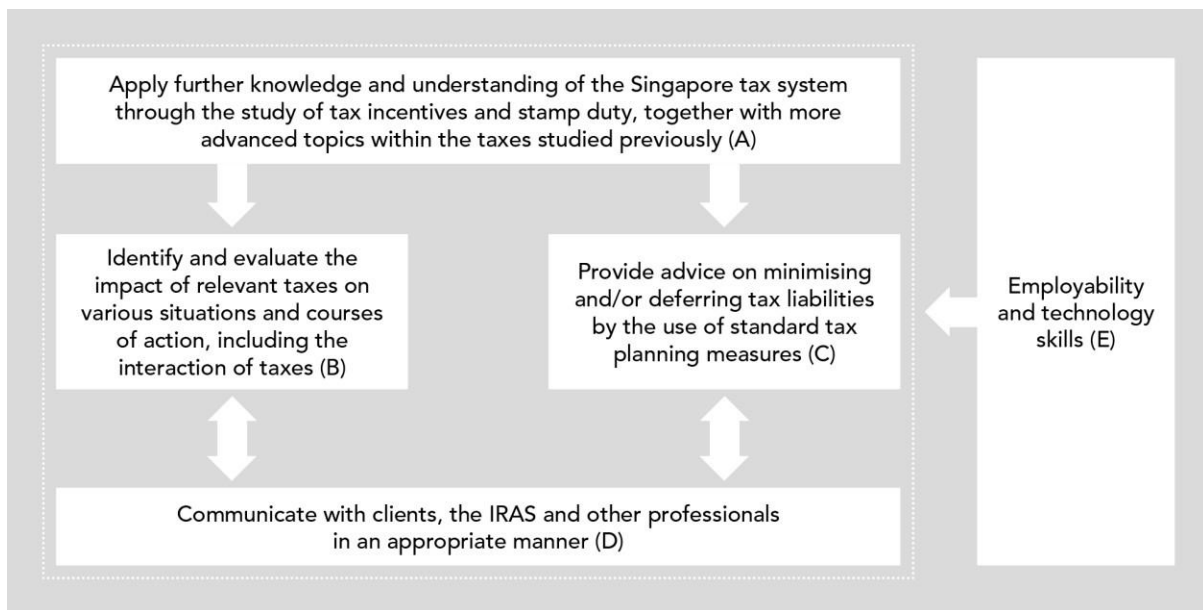 Apply further knowledge and understanding of the Singapore tax system
through the study of tax incentives and stamp duty, together with more
advanced topics within the taxes studied previously (A)
Identify and evaluate the
impact of relevant taxes on
various situations and courses
of action, including the
interaction of taxes (B)
Provide advice on minimising
and/or deferring tax liabilities
by the use of standard tax
planning measures (C)
Employability
and technology
skills (E)
Communicate with clients, the IRAS and other professionals
in an appropriate manner (D)